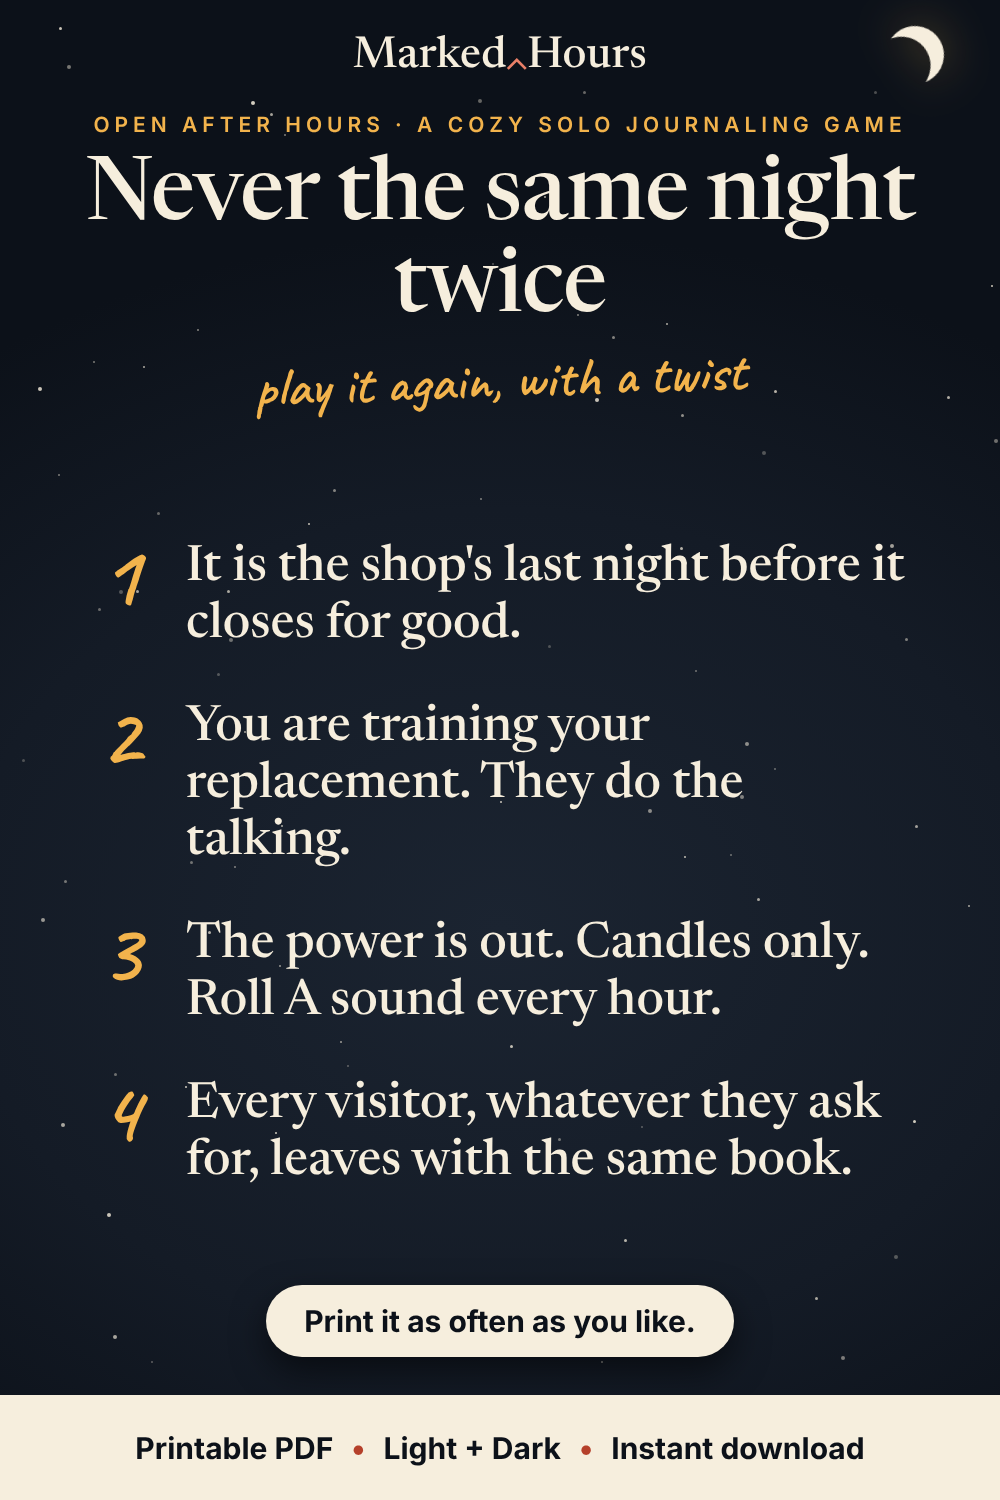 Marked‸Hours
OPEN AFTER HOURS · A COZY SOLO JOURNALING GAME
Never the same night
twice
play it again, with a twist
1 It is the shop's last night before it
closes for good.
2 You are training your
replacement. They do the
talking.
3 The power is out. Candles only.
Roll A sound every hour.
4 Every visitor, whatever they ask
for, leaves with the same book.
Print it as often as you like.
Printable PDF • Light + Dark • Instant download